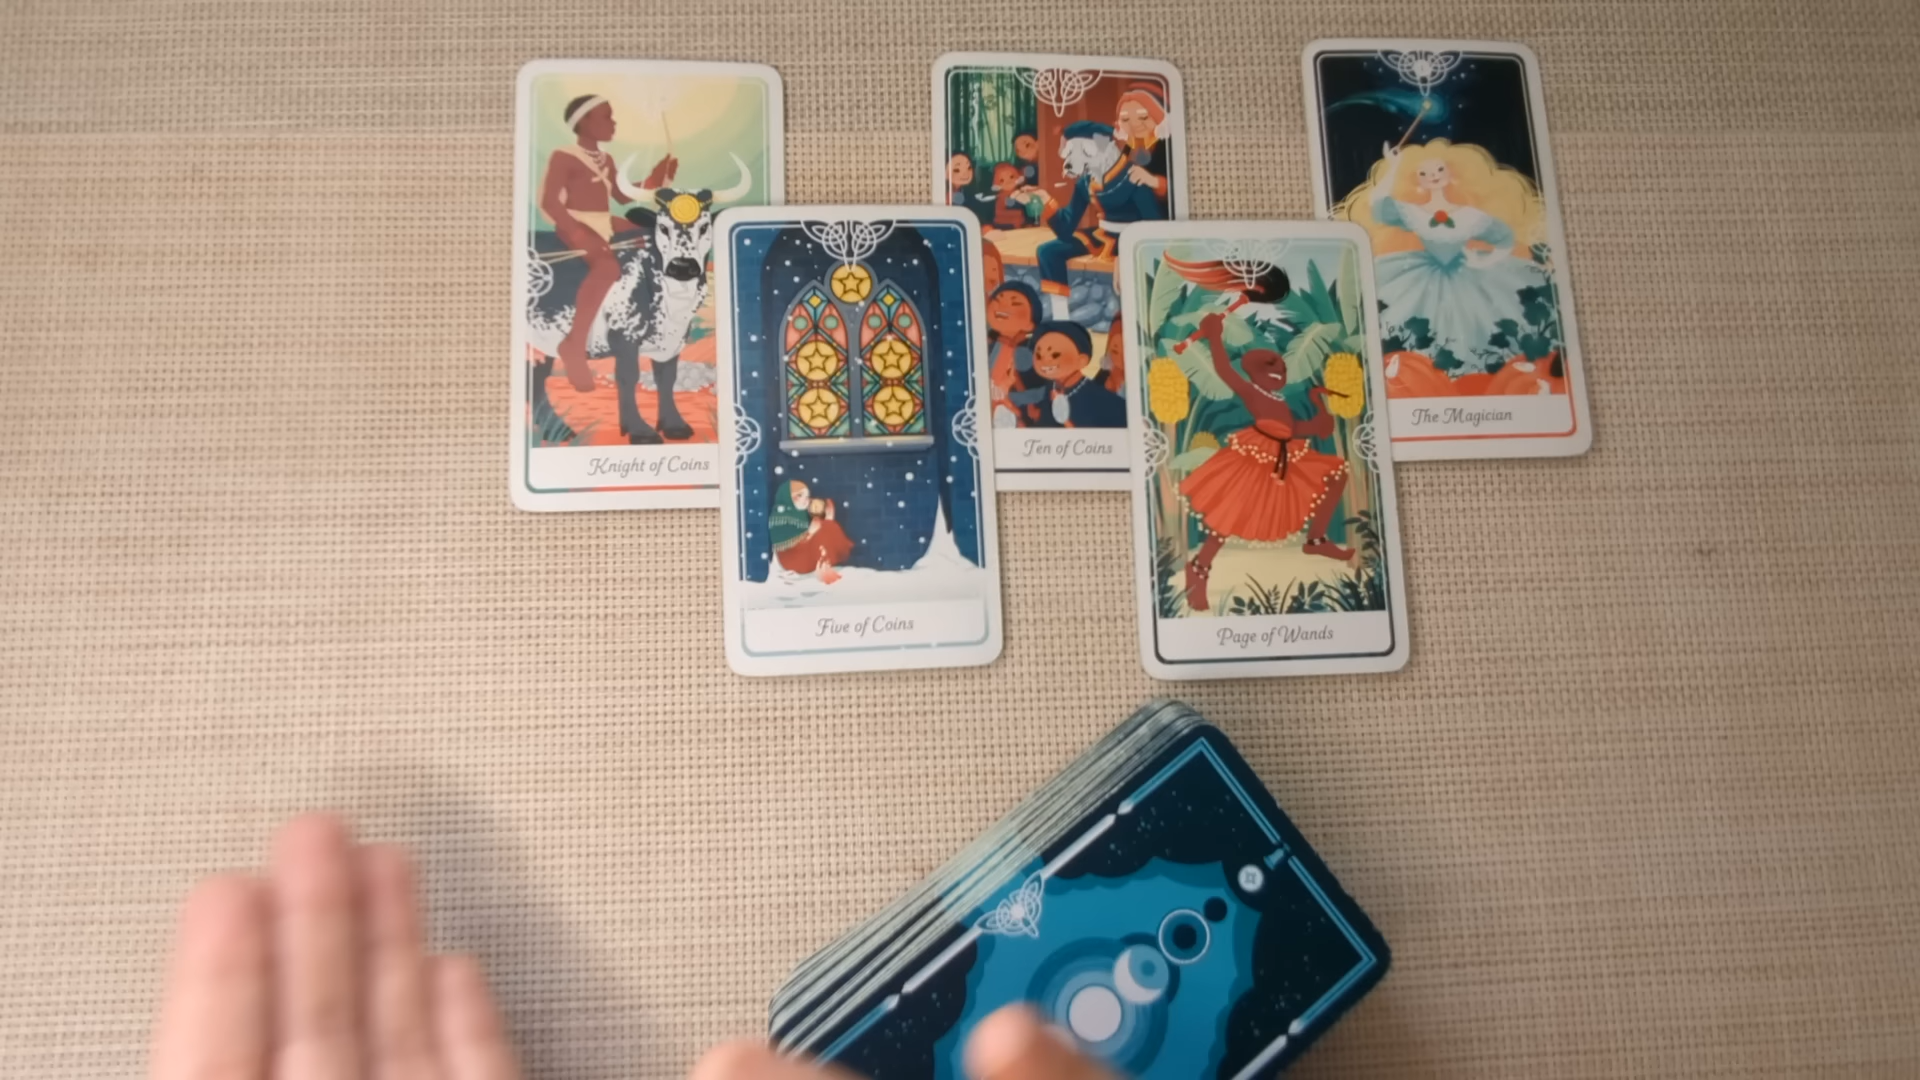 Knight of Coins
Five of Coins
Ten of Coins
Page of Wands
The Magician